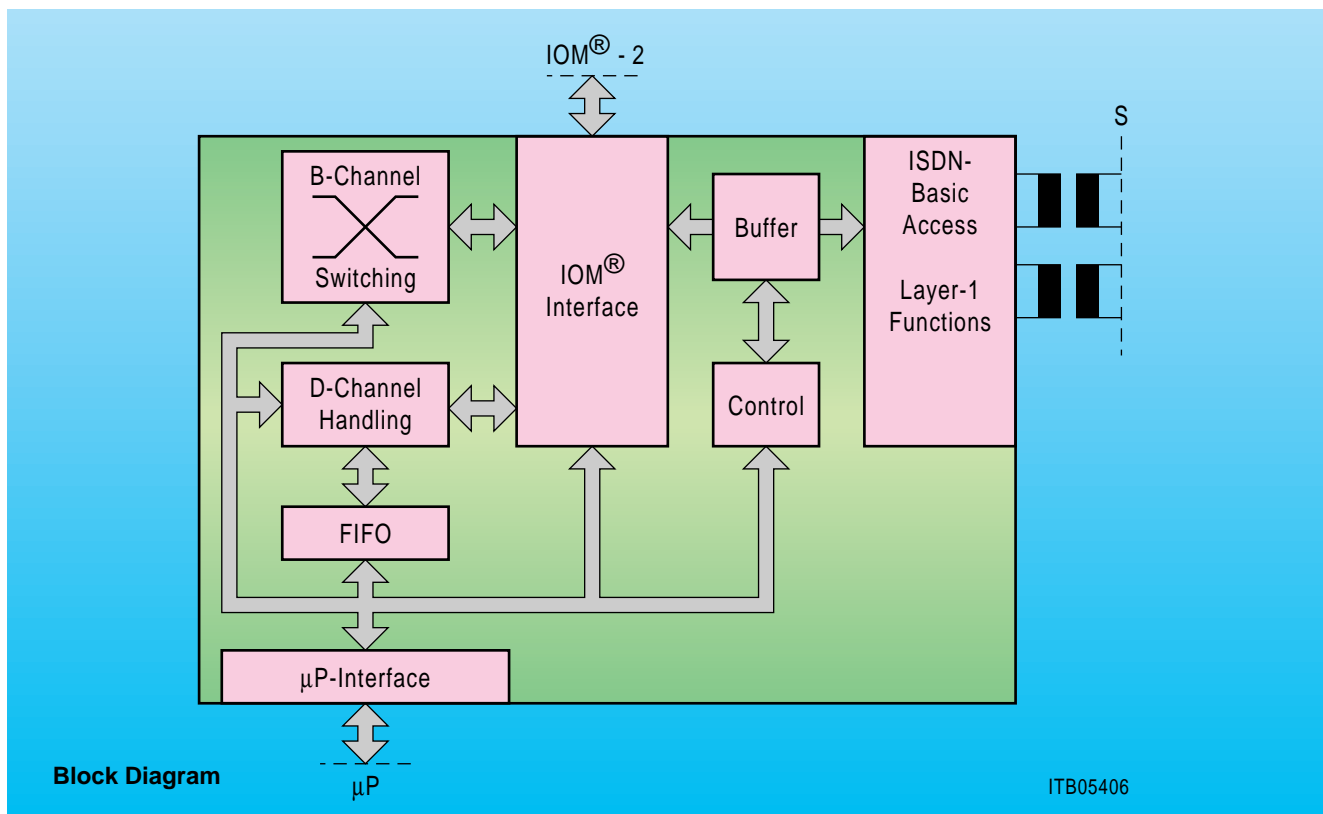 IOM® - 2
S
B-Channel
Switching
IOM®
Interface
Buffer
ISDN-
Basic
Access
Layer-1
Functions
D-Channel
Handling
Control
FIFO
µP-Interface
µP
Block Diagram
ITB05406